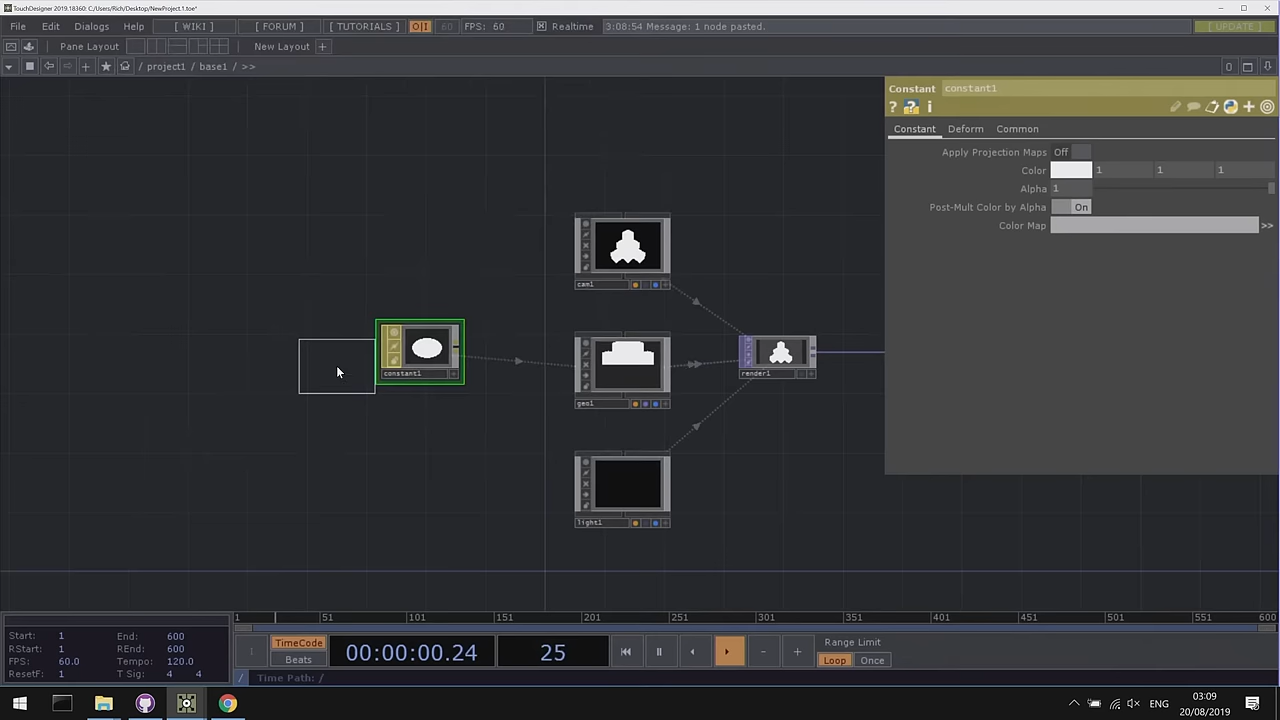 TouchDesigner 2019.18360: C:/Users/Rich/Desktop/NewProject.1.toe*
File Edit Dialogs Help [ WIKI ] [ FORUM ] [ TUTORIALS ] O|I 60 FPS: 60 Realtime 3:08:54 Message: 1 node pasted. [ UPDATE ]
Pane Layout New Layout +
/ project1 / base1 / >> 0
Constant constant1
? ? i
Constant Deform Common
Apply Projection Maps Off
Color 1 1 1
Alpha 1
Post-Mult Color by Alpha On
Color Map >>
cam1
constant1
render1
geo1
light1
1 51 101 151 201 251 301 351 401 451 501 551 600
Start: 1 End: 600
RStart: 1 REnd: 600
FPS: 60.0 Tempo: 120.0
ResetF: 1 T Sig: 4 4
TimeCode
Beats
00:00:00.24 25
Range Limit
Loop Once
/ Time Path: /
ENG
03:09
20/08/2019